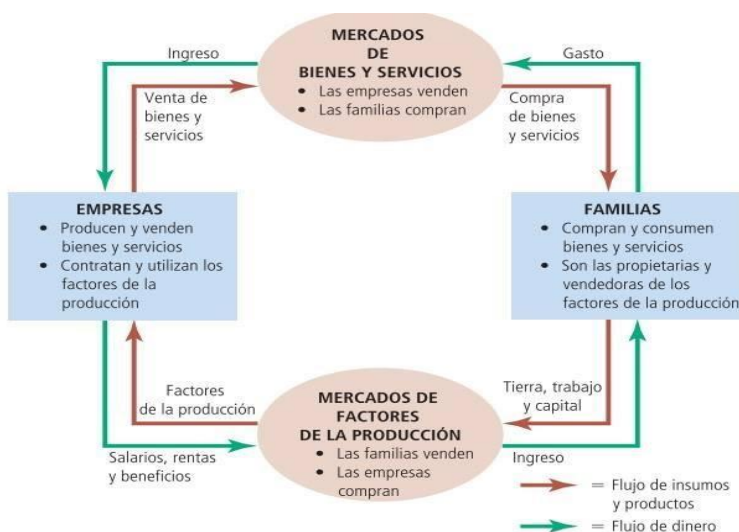 MERCADOS
DE
BIENES Y SERVICIOS
• Las empresas venden
• Las familias compran
Ingreso
Gasto
Venta de
bienes y
servicios
Compra
de bienes
y servicios
EMPRESAS
• Producen y venden
bienes y servicios
• Contratan y utilizan los
factores de la
producción
FAMILIAS
• Compran y consumen
bienes y servicios
• Son las propietarias y
vendedoras de los
factores de la producción
Factores
de la producción
Tierra, trabajo
y capital
MERCADOS DE
FACTORES
DE LA PRODUCCIÓN
• Las familias venden
• Las empresas
compran
Salarios, rentas
y beneficios
Ingreso
= Flujo de insumos
y productos
= Flujo de dinero